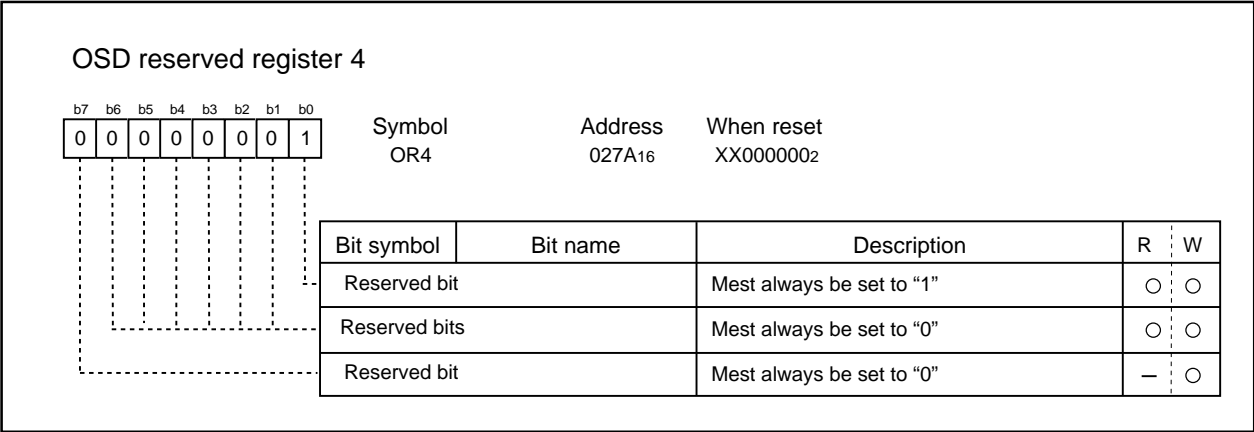 OSD reserved register 4
b7 b6 b5 b4 b3 b2 b1 b0
0 0 0 0 0 0 0 1
Symbol Address When reset
OR4 027A16 XX0000002
Bit symbol Bit name Description R W
Reserved bit Mest always be set to “1” ○ ○
Reserved bits Mest always be set to “0” ○ ○
Reserved bit Mest always be set to “0” – ○